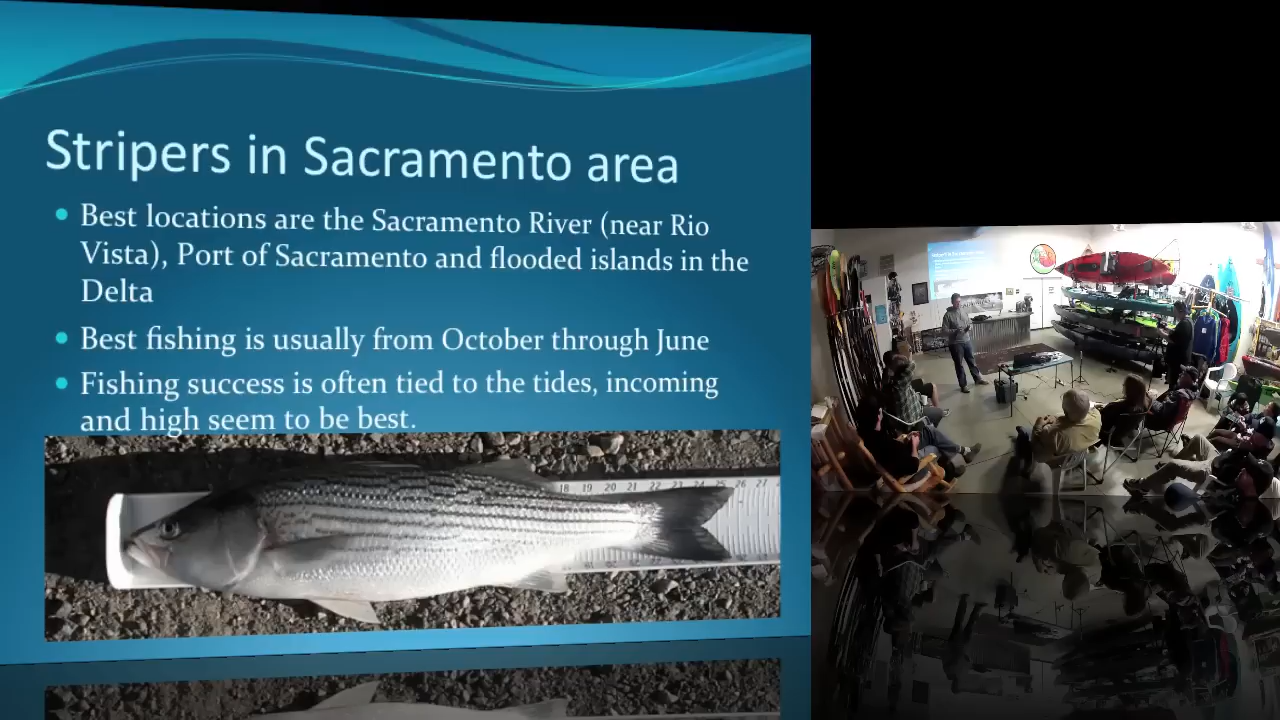 Stripers in Sacramento area
Best locations are the Sacramento River (near Rio
Vista), Port of Sacramento and flooded islands in the
Delta
Best fishing is usually from October through June
Fishing success is often tied to the tides, incoming
and high seem to be best.
18 19 20 21 22 23 24 25 26 27